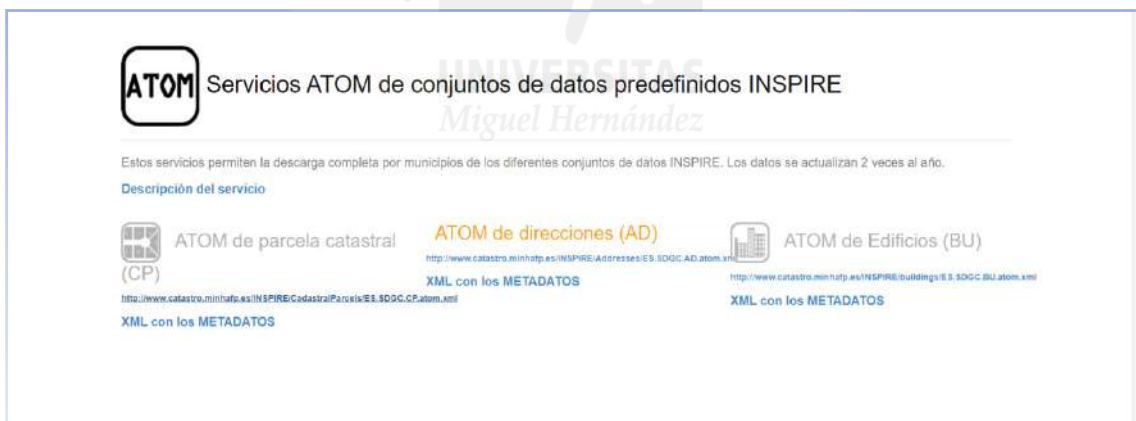 UNIVERSITAS
Miguel Hernández
ATOM
Servicios ATOM de conjuntos de datos predefinidos INSPIRE
Estos servicios permiten la descarga completa por municipios de los diferentes conjuntos de datos INSPIRE. Los datos se actualizan 2 veces al año.
Descripción del servicio
ATOM de parcela catastral
(CP)
http://www.catastro.minhafp.es/INSPIRE/CadastralParcels/ES.SDGC.CP.atom.xml
XML con los METADATOS
ATOM de direcciones (AD)
http://www.catastro.minhafp.es/INSPIRE/Addresses/ES.SDGC.AD.atom.xml
XML con los METADATOS
ATOM de Edificios (BU)
http://www.catastro.minhafp.es/INSPIRE/buildings/ES.SDGC.BU.atom.xml
XML con los METADATOS